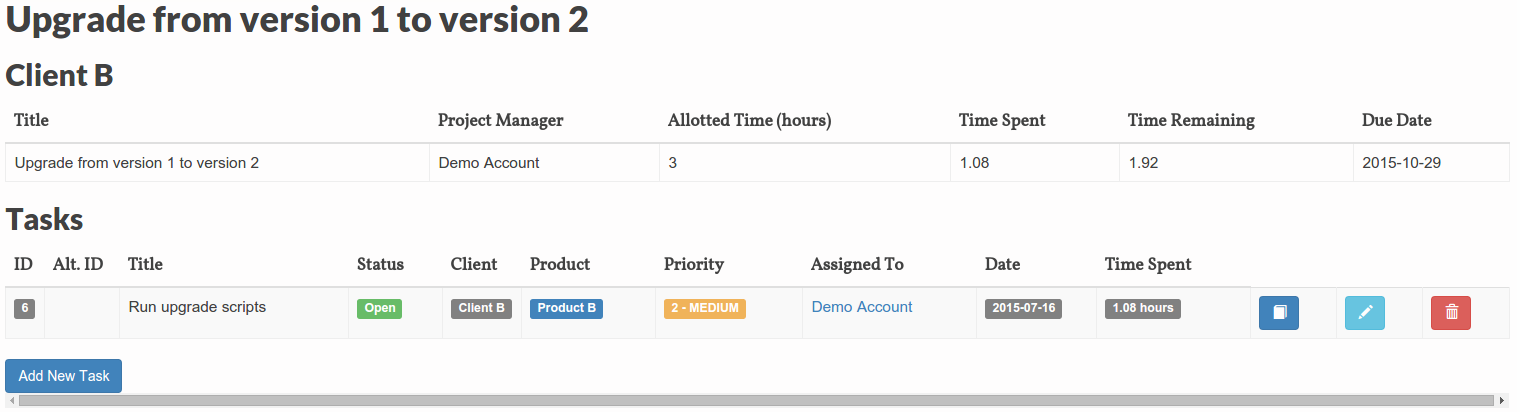 Upgrade from version 1 to version 2
Client B
Title Project Manager Allotted Time (hours) Time Spent Time Remaining Due Date
Upgrade from version 1 to version 2 Demo Account 3 1.08 1.92 2015-10-29
Tasks
ID Alt. ID Title Status Client Product Priority Assigned To Date Time Spent
6 Run upgrade scripts Open Client B Product B 2 - MEDIUM Demo Account 2015-07-16 1.08 hours
Add New Task